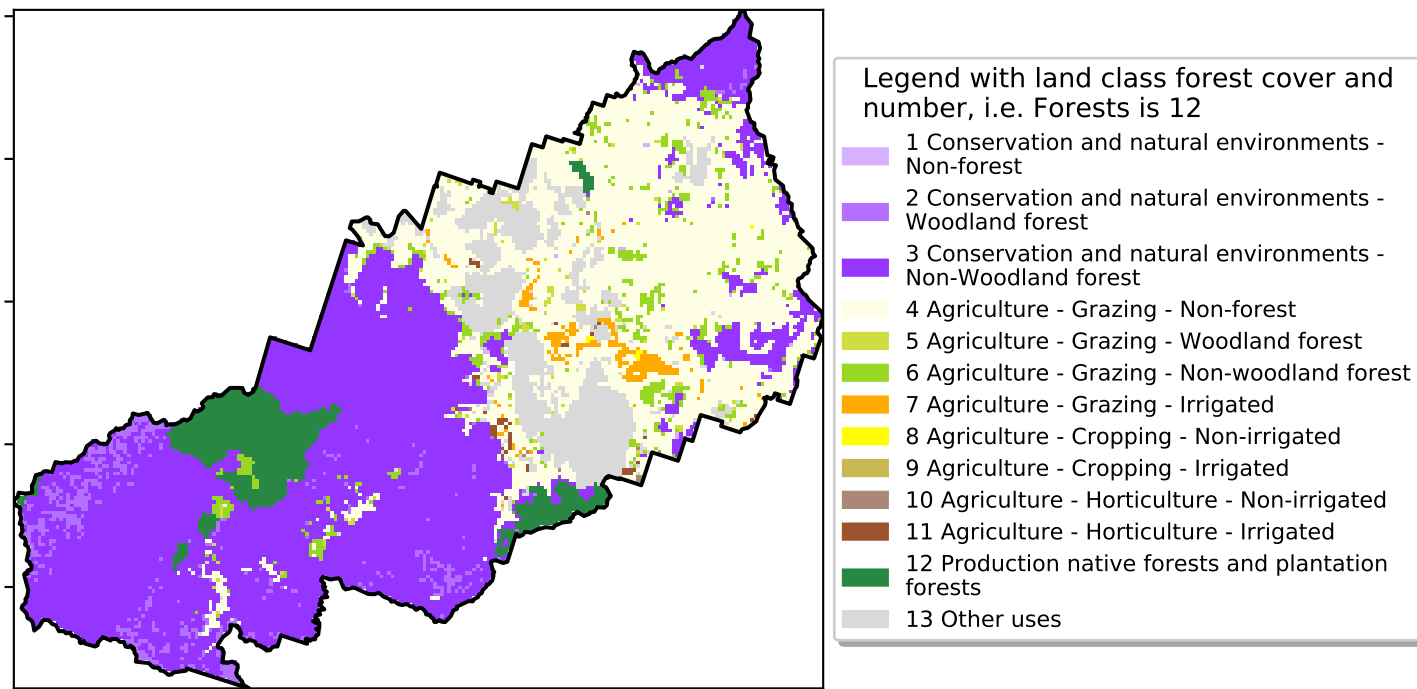 Legend with land class forest cover and
number, i.e. Forests is 12
1 Conservation and natural environments -
Non-forest
2 Conservation and natural environments -
Woodland forest
3 Conservation and natural environments -
Non-Woodland forest
4 Agriculture - Grazing - Non-forest
5 Agriculture - Grazing - Woodland forest
6 Agriculture - Grazing - Non-woodland forest
7 Agriculture - Grazing - Irrigated
8 Agriculture - Cropping - Non-irrigated
9 Agriculture - Cropping - Irrigated
10 Agriculture - Horticulture - Non-irrigated
11 Agriculture - Horticulture - Irrigated
12 Production native forests and plantation
forests
13 Other uses